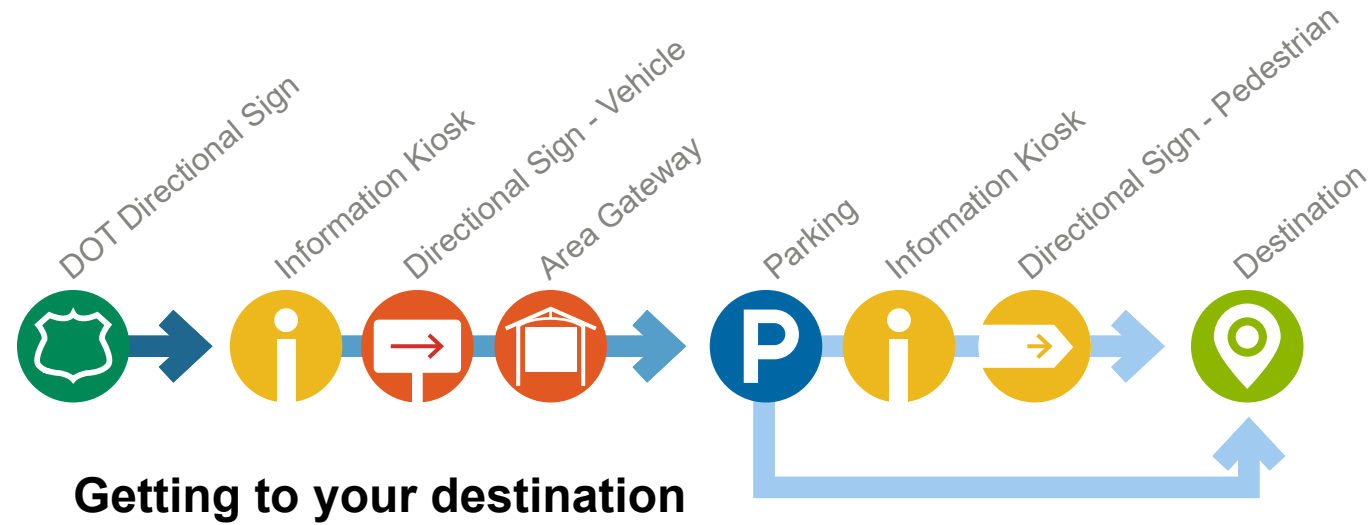 DOT Directional Sign
Information Kiosk
Directional Sign - Vehicle
Area Gateway
Parking
Information Kiosk
Directional Sign - Pedestrian
Destination
P
Getting to your destination